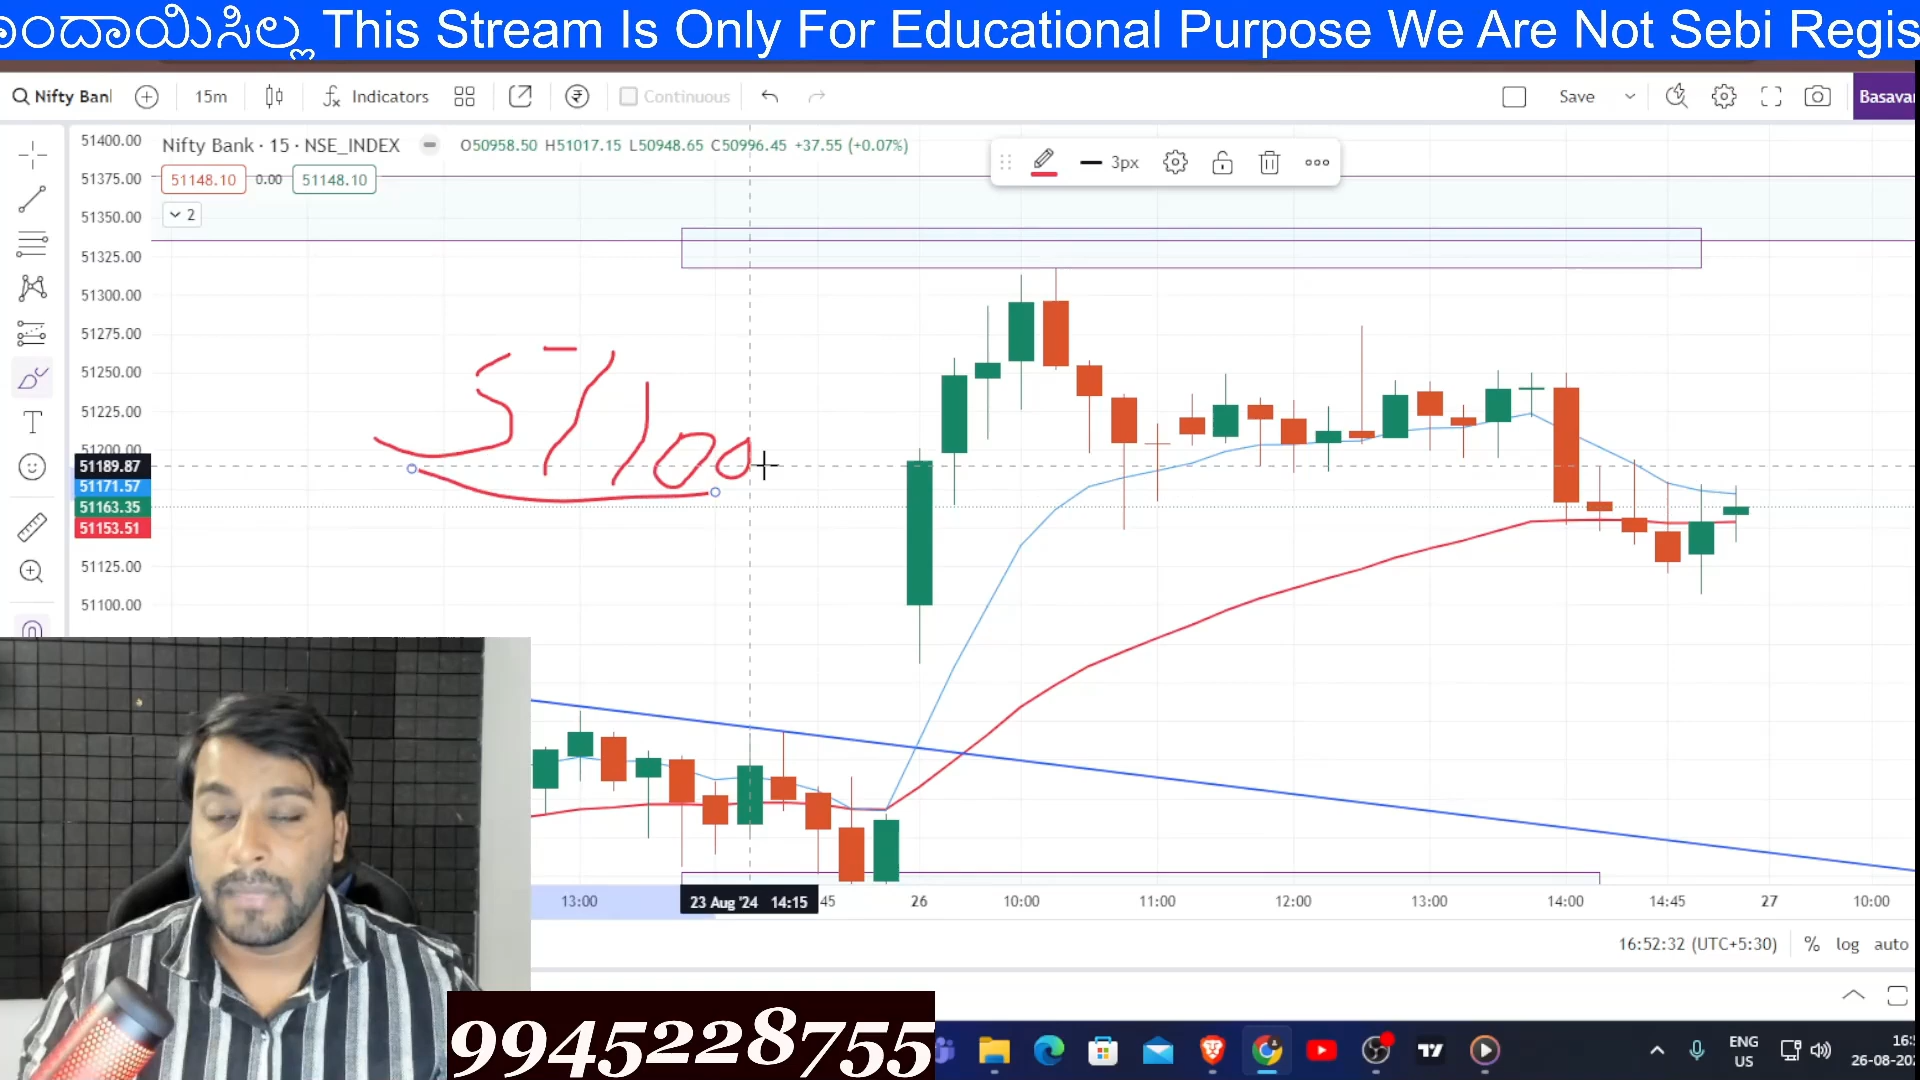 ಾಂದಾಯಿಸಿಲ್ಲ This Stream Is Only For Educational Purpose We Are Not Sebi Regis
Nifty Banl 15m Indicators Continuous Save Basavar
51400.00
51375.00
51350.00
51325.00
51300.00
51275.00
51250.00
51225.00
51200.00
51189.87
51171.57
51163.35
51153.51
51125.00
51100.00
Nifty Bank · 15 · NSE_INDEX O50958.50 H51017.15 L50948.65 C50996.45 +37.55 (+0.07%)
51148.10 0.00 51148.10
2
3px
51100
13:00 23 Aug '24 14:15 45 26 10:00 11:00 12:00 13:00 14:00 14:45 27 10:00
16:52:32 (UTC+5:30) % log auto
9945228755
ENG
US
16:5
26-08-202